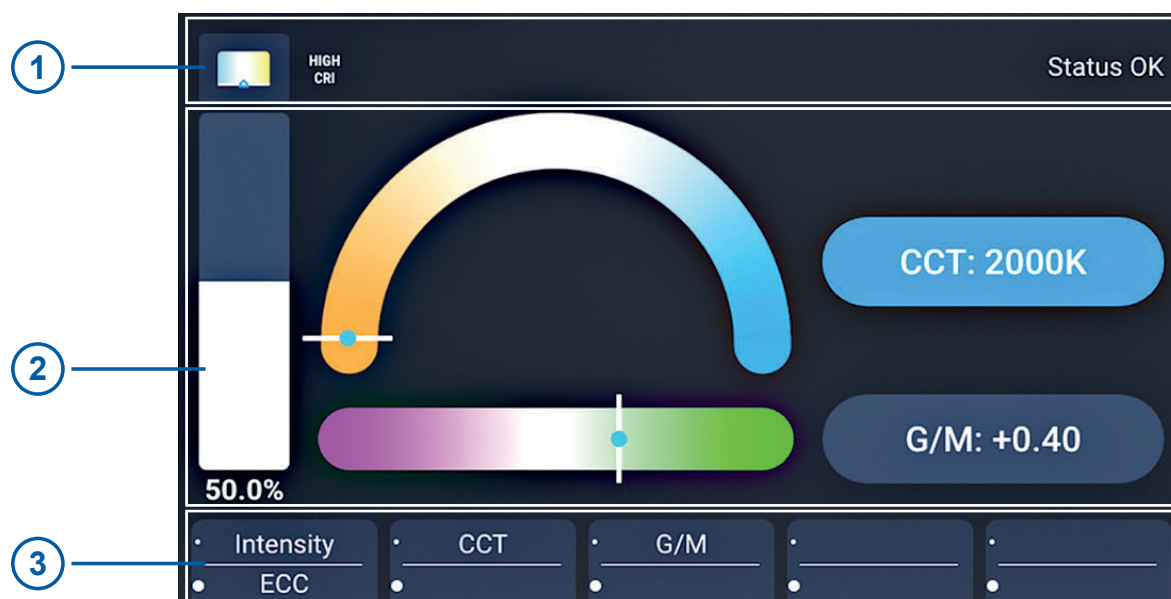 1
HIGH
CRI
Status OK
2
CCT: 2000K
G/M: +0.40
50.0%
3
Intensity
CCT
G/M
ECC